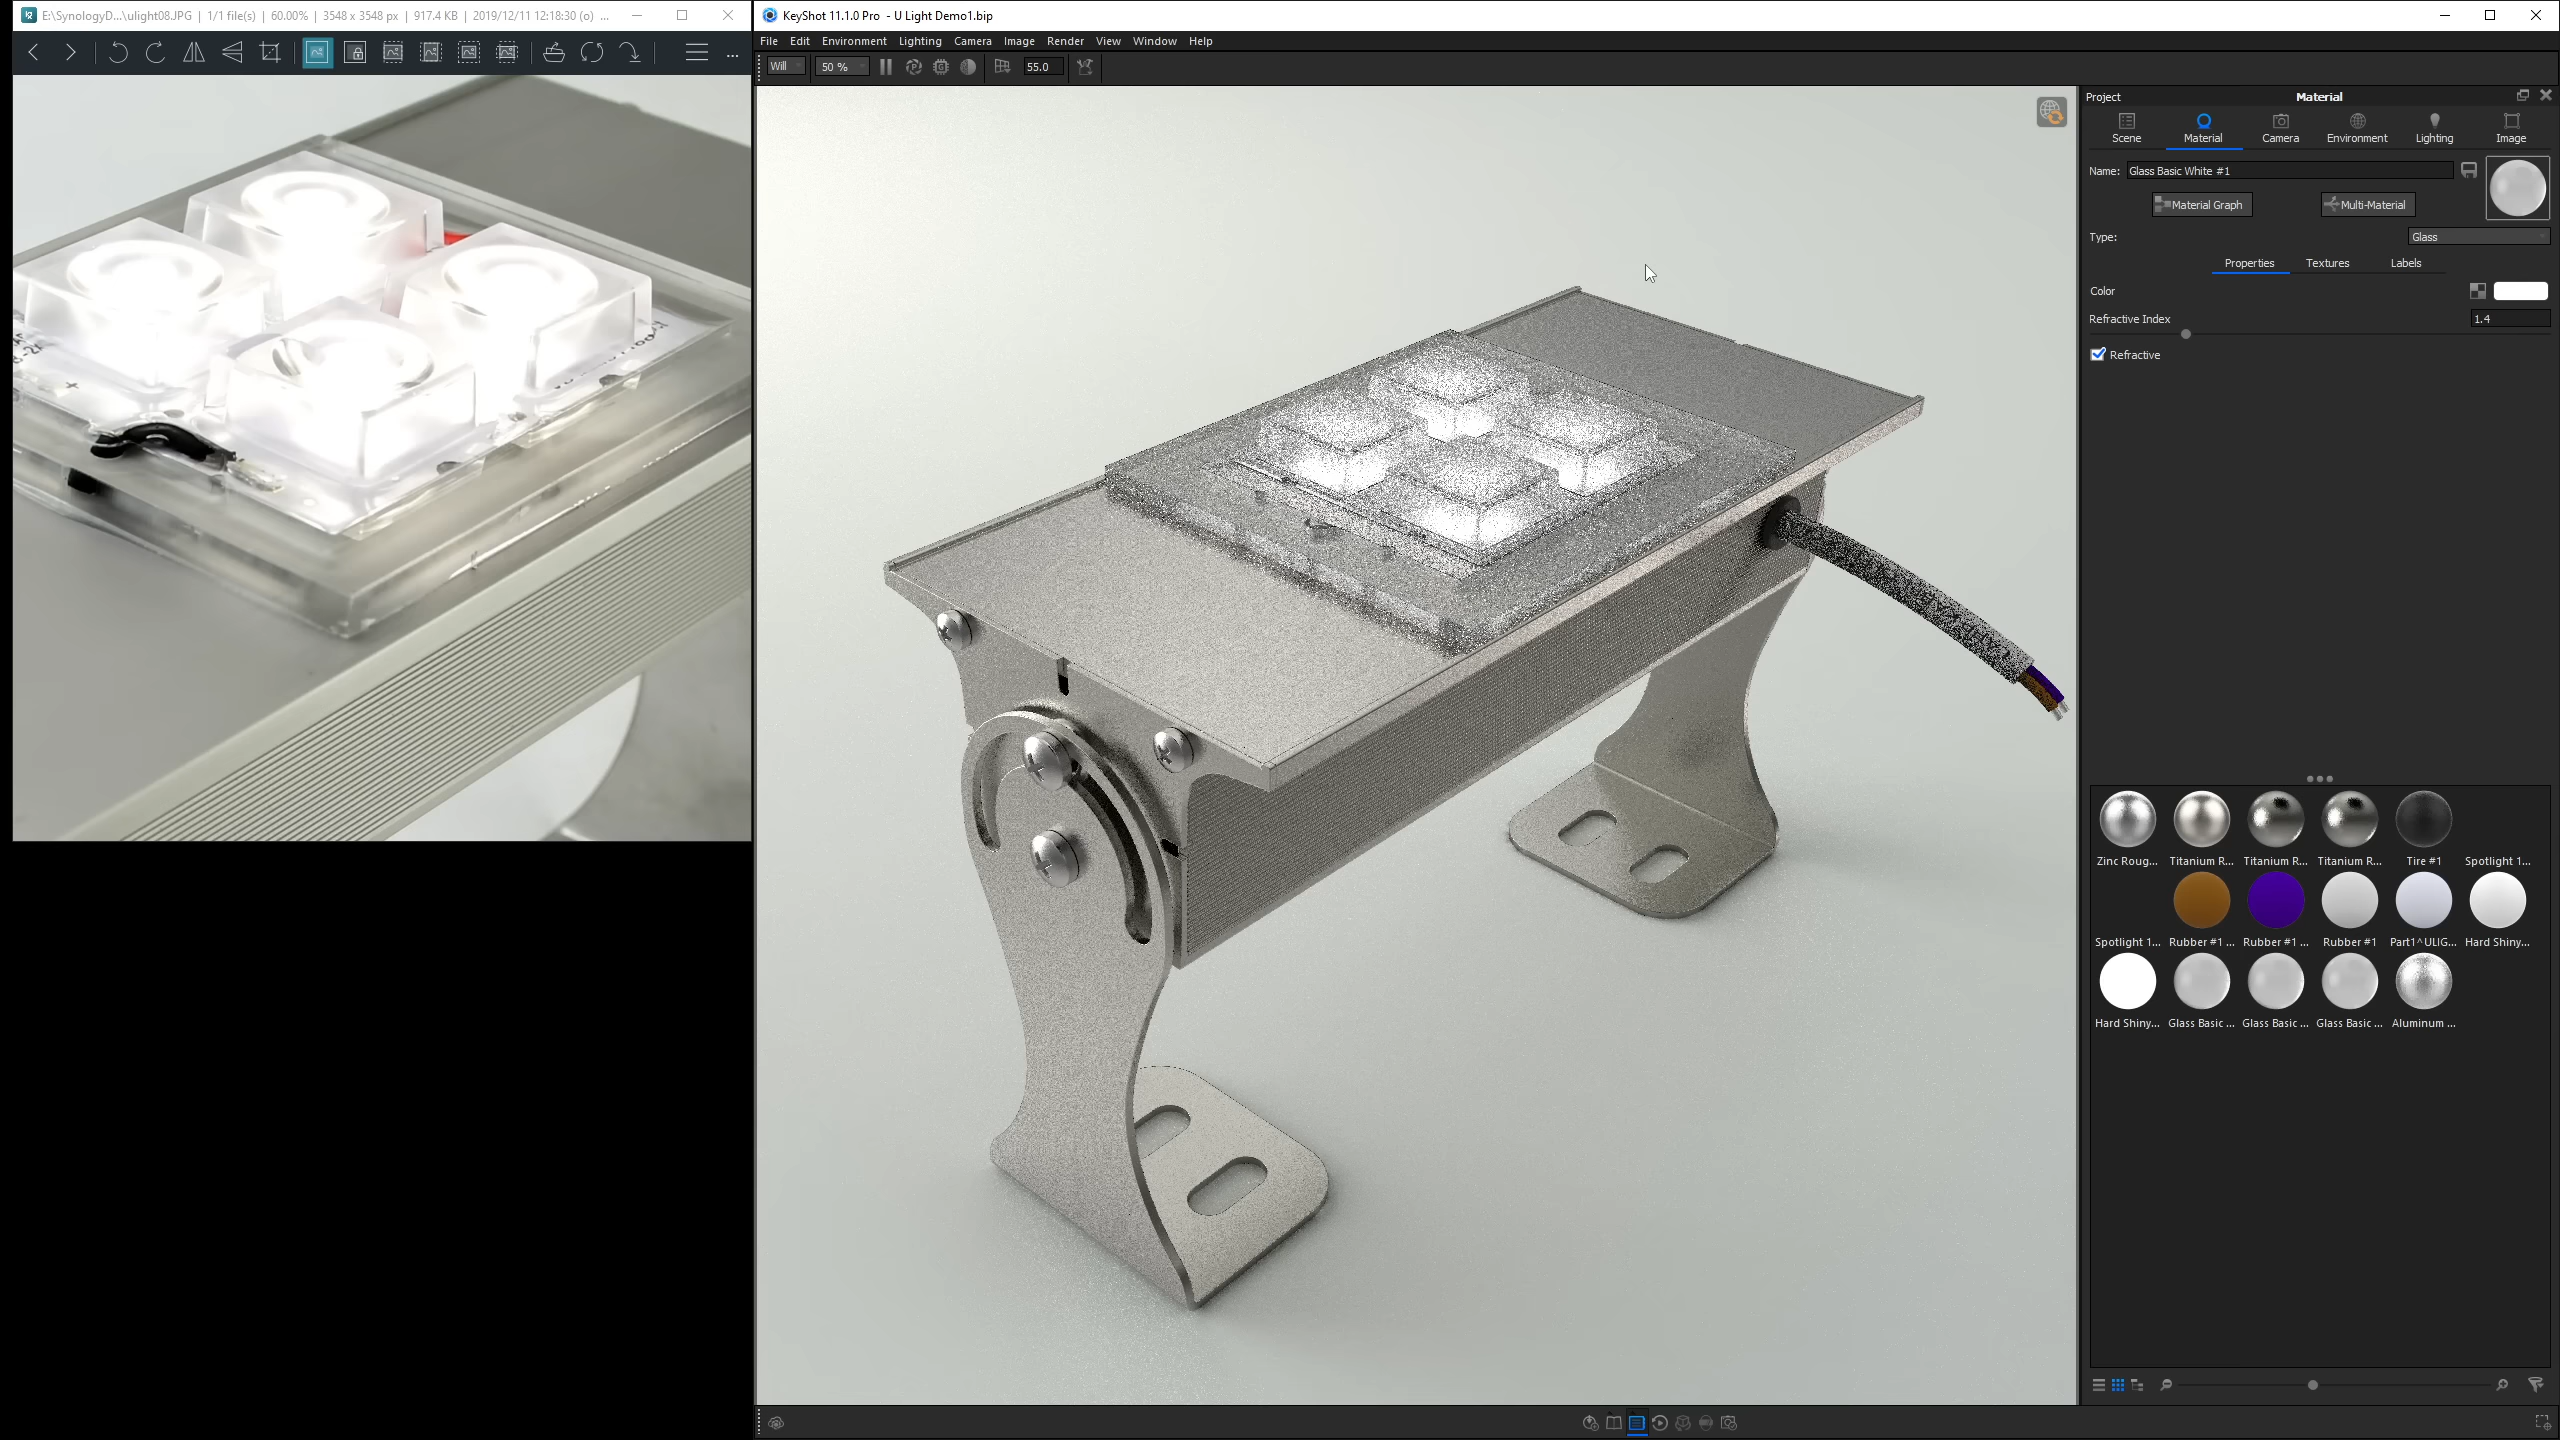 E:\SynologyD...\ulight08.JPG | 1/1 file(s) | 60.00% | 3548 x 3548 px | 917.4 KB | 2019/12/11 12:18:30 (o) ...
KeyShot 11.1.0 Pro - U Light Demo1.bip
File Edit Environment Lighting Camera Image Render View Window Help
Will 50 % 55.0
Project Material
Scene Material Camera Environment Lighting Image
Name: Glass Basic White #1
Material Graph Multi-Material
Type: Glass
Properties Textures Labels
Color
Refractive Index 1.4
Refractive
Zinc Roug... Titanium R... Titanium R... Titanium R... Tire #1 Spotlight 1...
Spotlight 1... Rubber #1 ... Rubber #1 ... Rubber #1 Part1^ULIG... Hard Shiny...
Hard Shiny... Glass Basic ... Glass Basic ... Glass Basic ... Aluminum ...